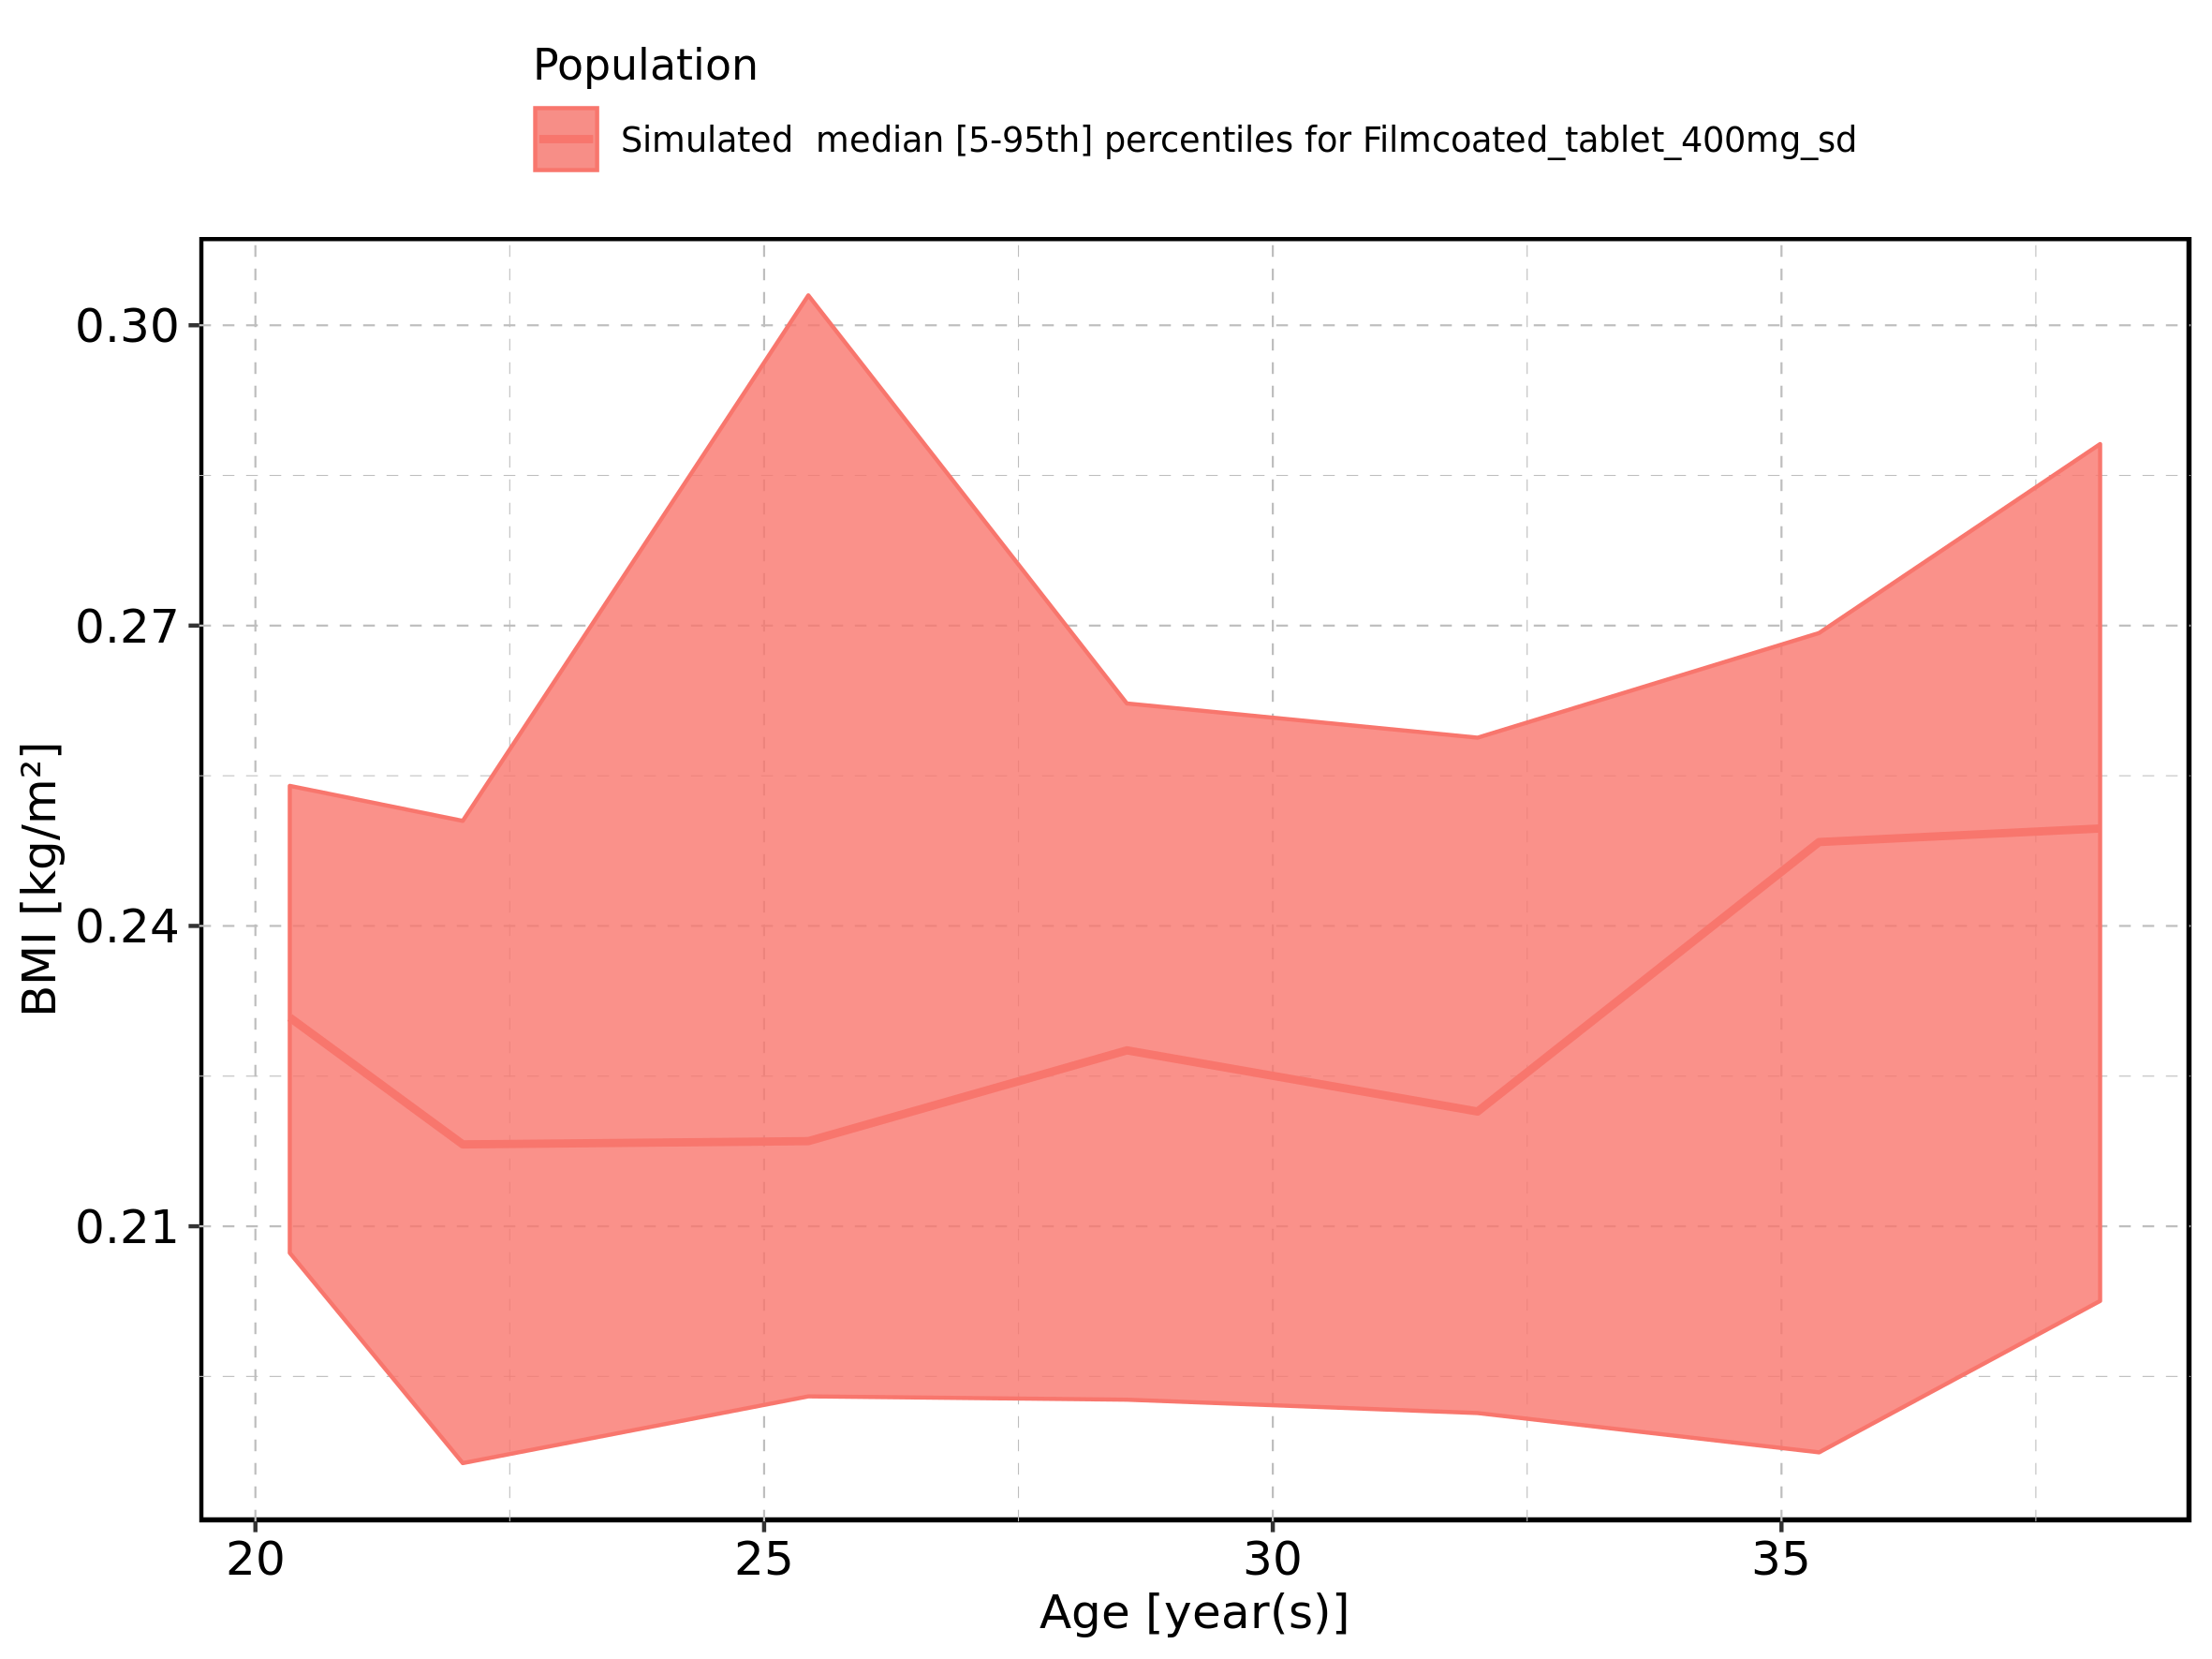 Population
Simulated  median [5-95th] percentiles for Filmcoated_tablet_400mg_sd
0.30
0.27
0.24
0.21
BMI [kg/m²]
20 25 30 35
Age [year(s)]